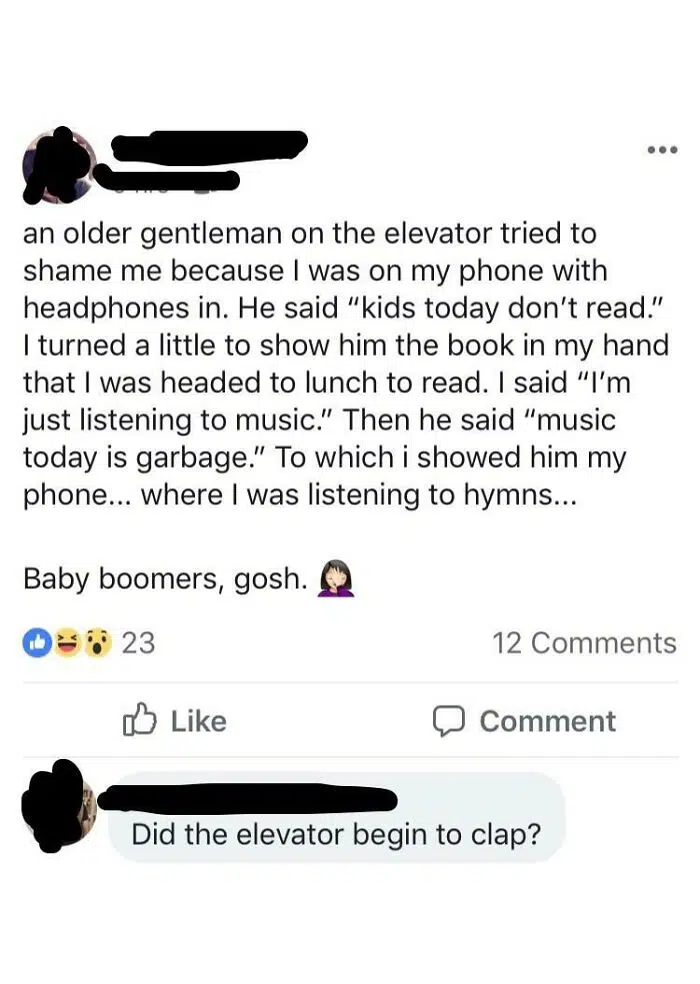 an older gentleman on the elevator tried to
shame me because I was on my phone with
headphones in. He said “kids today don’t read.”
I turned a little to show him the book in my hand
that I was headed to lunch to read. I said “I’m
just listening to music.” Then he said “music
today is garbage.” To which i showed him my
phone... where I was listening to hymns...
Baby boomers, gosh.
23
12 Comments
Like
Comment
Did the elevator begin to clap?